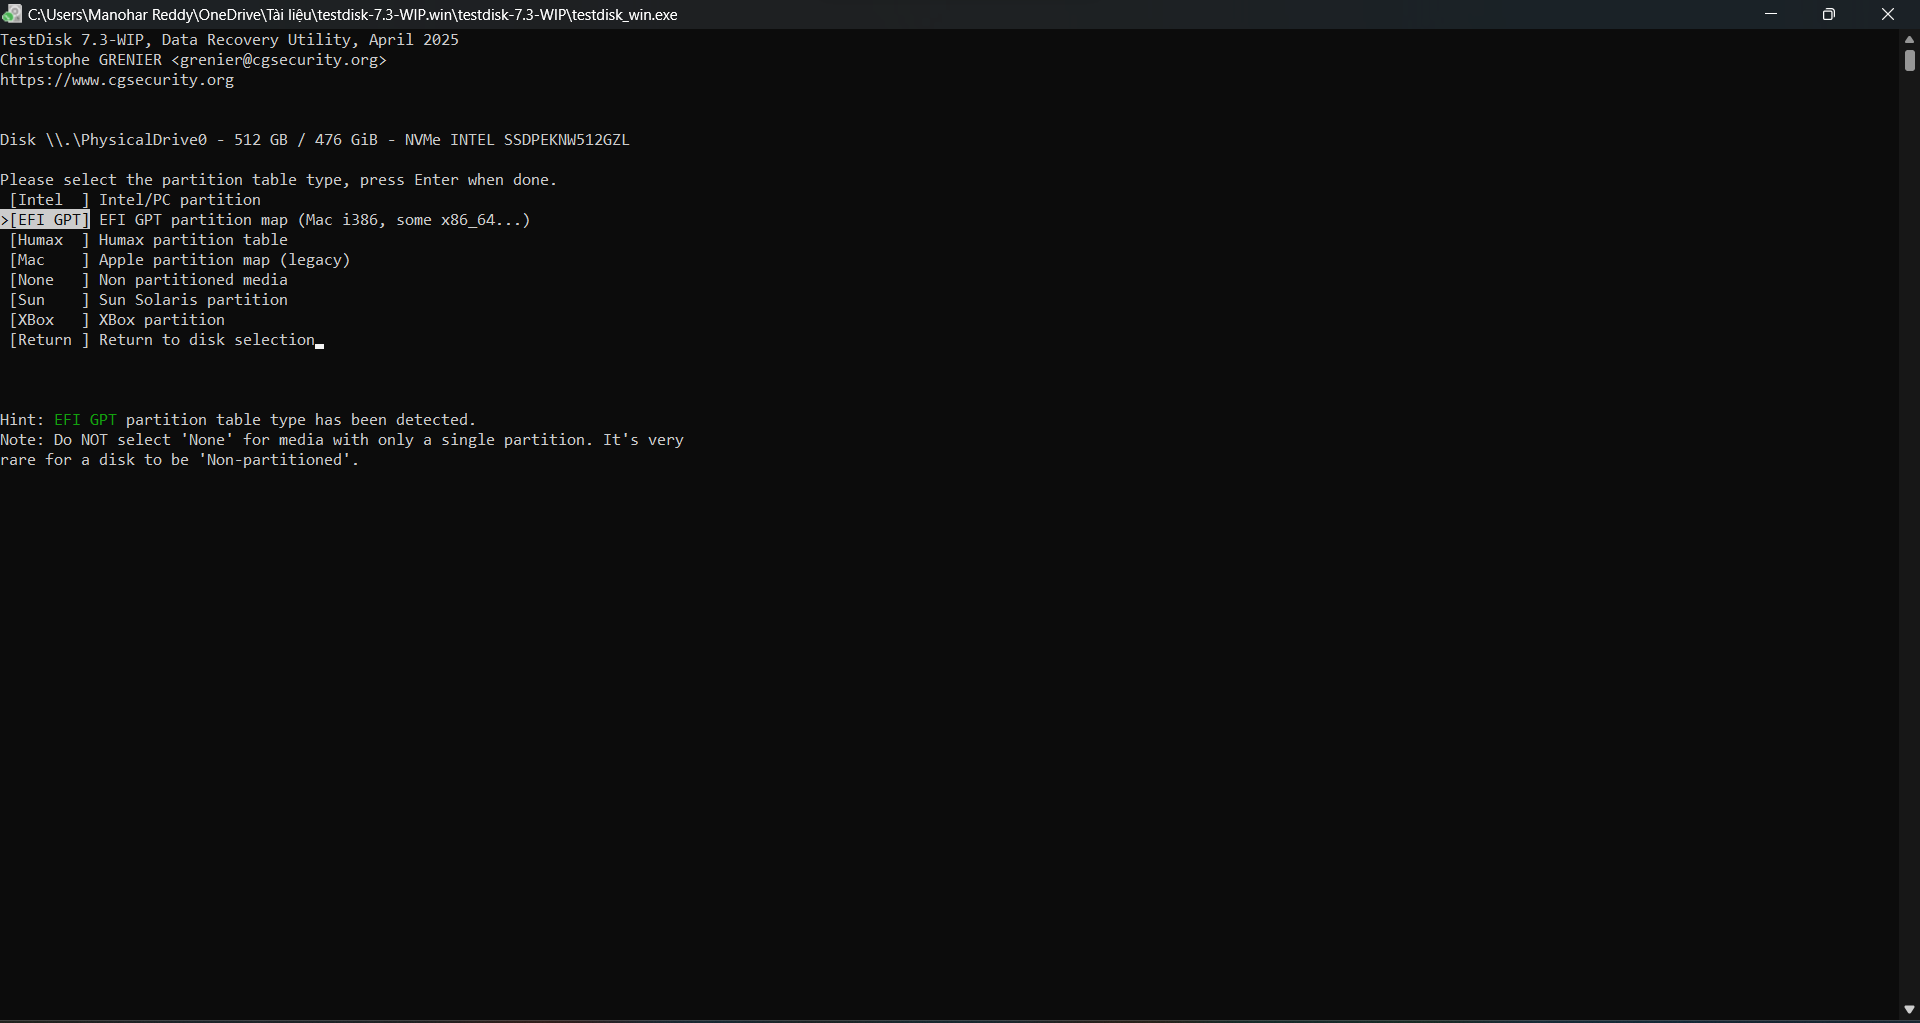 C:\Users\Manohar Reddy\OneDrive\Tài liệu\testdisk-7.3-WIP.win\testdisk-7.3-WIP\testdisk_win.exe
TestDisk 7.3-WIP, Data Recovery Utility, April 2025
Christophe GRENIER <grenier@cgsecurity.org>
https://www.cgsecurity.org
Disk \\.\PhysicalDrive0 - 512 GB / 476 GiB - NVMe INTEL SSDPEKNW512GZL
Please select the partition table type, press Enter when done.
 [Intel  ] Intel/PC partition
>[EFI GPT] EFI GPT partition map (Mac i386, some x86_64...)
 [Humax  ] Humax partition table
 [Mac    ] Apple partition map (legacy)
 [None   ] Non partitioned media
 [Sun    ] Sun Solaris partition
 [XBox   ] XBox partition
 [Return ] Return to disk selection
Hint: EFI GPT partition table type has been detected.
Note: Do NOT select 'None' for media with only a single partition. It's very
rare for a disk to be 'Non-partitioned'.